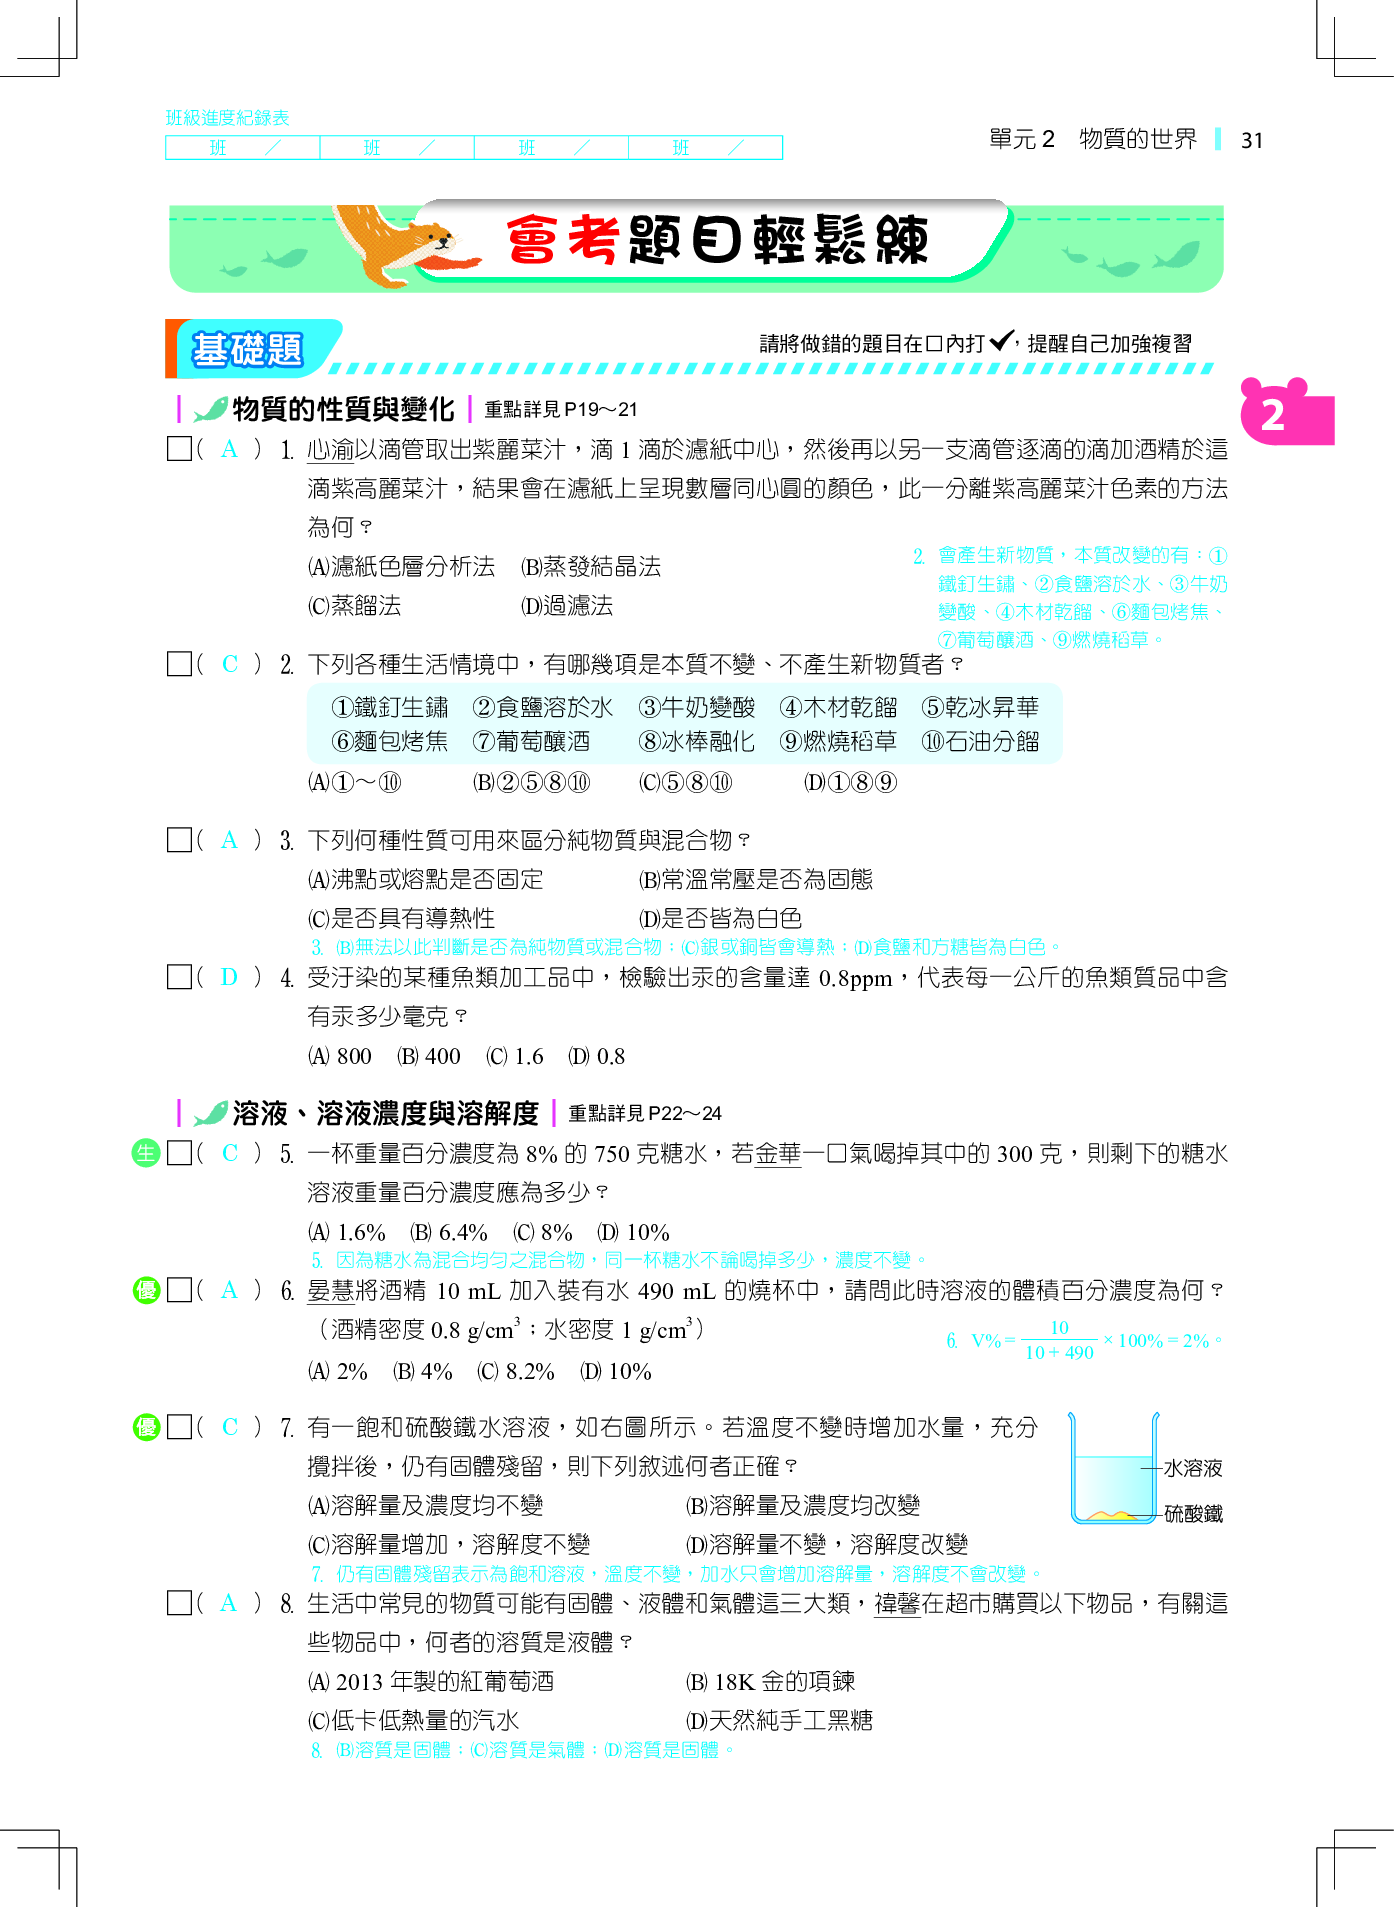 班級進度紀錄表
班 ／ 班 ／ 班 ／ 班 ／
單元 2 物質的世界 31
會考題目輕鬆練
基礎題
請將做錯的題目在口內打✔，提醒自己加強複習
2
物質的性質與變化 重點詳見 P19～21
□（ A ）1. 心渝以滴管取出紫麗菜汁，滴 1 滴於濾紙中心，然後再以另一支滴管逐滴的滴加酒精於這
滴紫高麗菜汁，結果會在濾紙上呈現數層同心圓的顏色，此一分離紫高麗菜汁色素的方法
為何？
(A)濾紙色層分析法 (B)蒸發結晶法
(C)蒸餾法 (D)過濾法
2. 會產生新物質，本質改變的有：①
鐵釘生鏽、②食鹽溶於水、③牛奶
變酸、④木材乾餾、⑥麵包烤焦、
⑦葡萄釀酒、⑨燃燒稻草。
□（ C ）2. 下列各種生活情境中，有哪幾項是本質不變、不產生新物質者？
①鐵釘生鏽 ②食鹽溶於水 ③牛奶變酸 ④木材乾餾 ⑤乾冰昇華
⑥麵包烤焦 ⑦葡萄釀酒 ⑧冰棒融化 ⑨燃燒稻草 ⑩石油分餾
(A)①～⑩ (B)②⑤⑧⑩ (C)⑤⑧⑩ (D)①⑧⑨
□（ A ）3. 下列何種性質可用來區分純物質與混合物？
(A)沸點或熔點是否固定 (B)常溫常壓是否為固態
(C)是否具有導熱性 (D)是否皆為白色
3. (B)無法以此判斷是否為純物質或混合物；(C)銀或銅皆會導熱；(D)食鹽和方糖皆為白色。
□（ D ）4. 受汙染的某種魚類加工品中，檢驗出汞的含量達 0.8ppm，代表每一公斤的魚類質品中含
有汞多少毫克？
(A) 800 (B) 400 (C) 1.6 (D) 0.8
溶液、溶液濃度與溶解度 重點詳見 P22～24
生 □（ C ）5. 一杯重量百分濃度為 8% 的 750 克糖水，若金華一口氣喝掉其中的 300 克，則剩下的糖水
溶液重量百分濃度應為多少？
(A) 1.6% (B) 6.4% (C) 8% (D) 10%
5. 因為糖水為混合均勻之混合物，同一杯糖水不論喝掉多少，濃度不變。
優 □（ A ）6. 晏慧將酒精 10 mL 加入裝有水 490 mL 的燒杯中，請問此時溶液的體積百分濃度為何？
（酒精密度 0.8 g/cm³；水密度 1 g/cm³）
6. V% = 10/(10 + 490) × 100% = 2%。
(A) 2% (B) 4% (C) 8.2% (D) 10%
優 □（ C ）7. 有一飽和硫酸鐵水溶液，如右圖所示。若溫度不變時增加水量，充分
攪拌後，仍有固體殘留，則下列敘述何者正確？
(A)溶解量及濃度均不變 (B)溶解量及濃度均改變
(C)溶解量增加，溶解度不變 (D)溶解量不變，溶解度改變
水溶液
硫酸鐵
7. 仍有固體殘留表示為飽和溶液，溫度不變，加水只會增加溶解量，溶解度不會改變。
□（ A ）8. 生活中常見的物質可能有固體、液體和氣體這三大類，禕馨在超市購買以下物品，有關這
些物品中，何者的溶質是液體？
(A) 2013 年製的紅葡萄酒 (B) 18K 金的項鍊
(C)低卡低熱量的汽水 (D)天然純手工黑糖
8. (B)溶質是固體；(C)溶質是氣體；(D)溶質是固體。